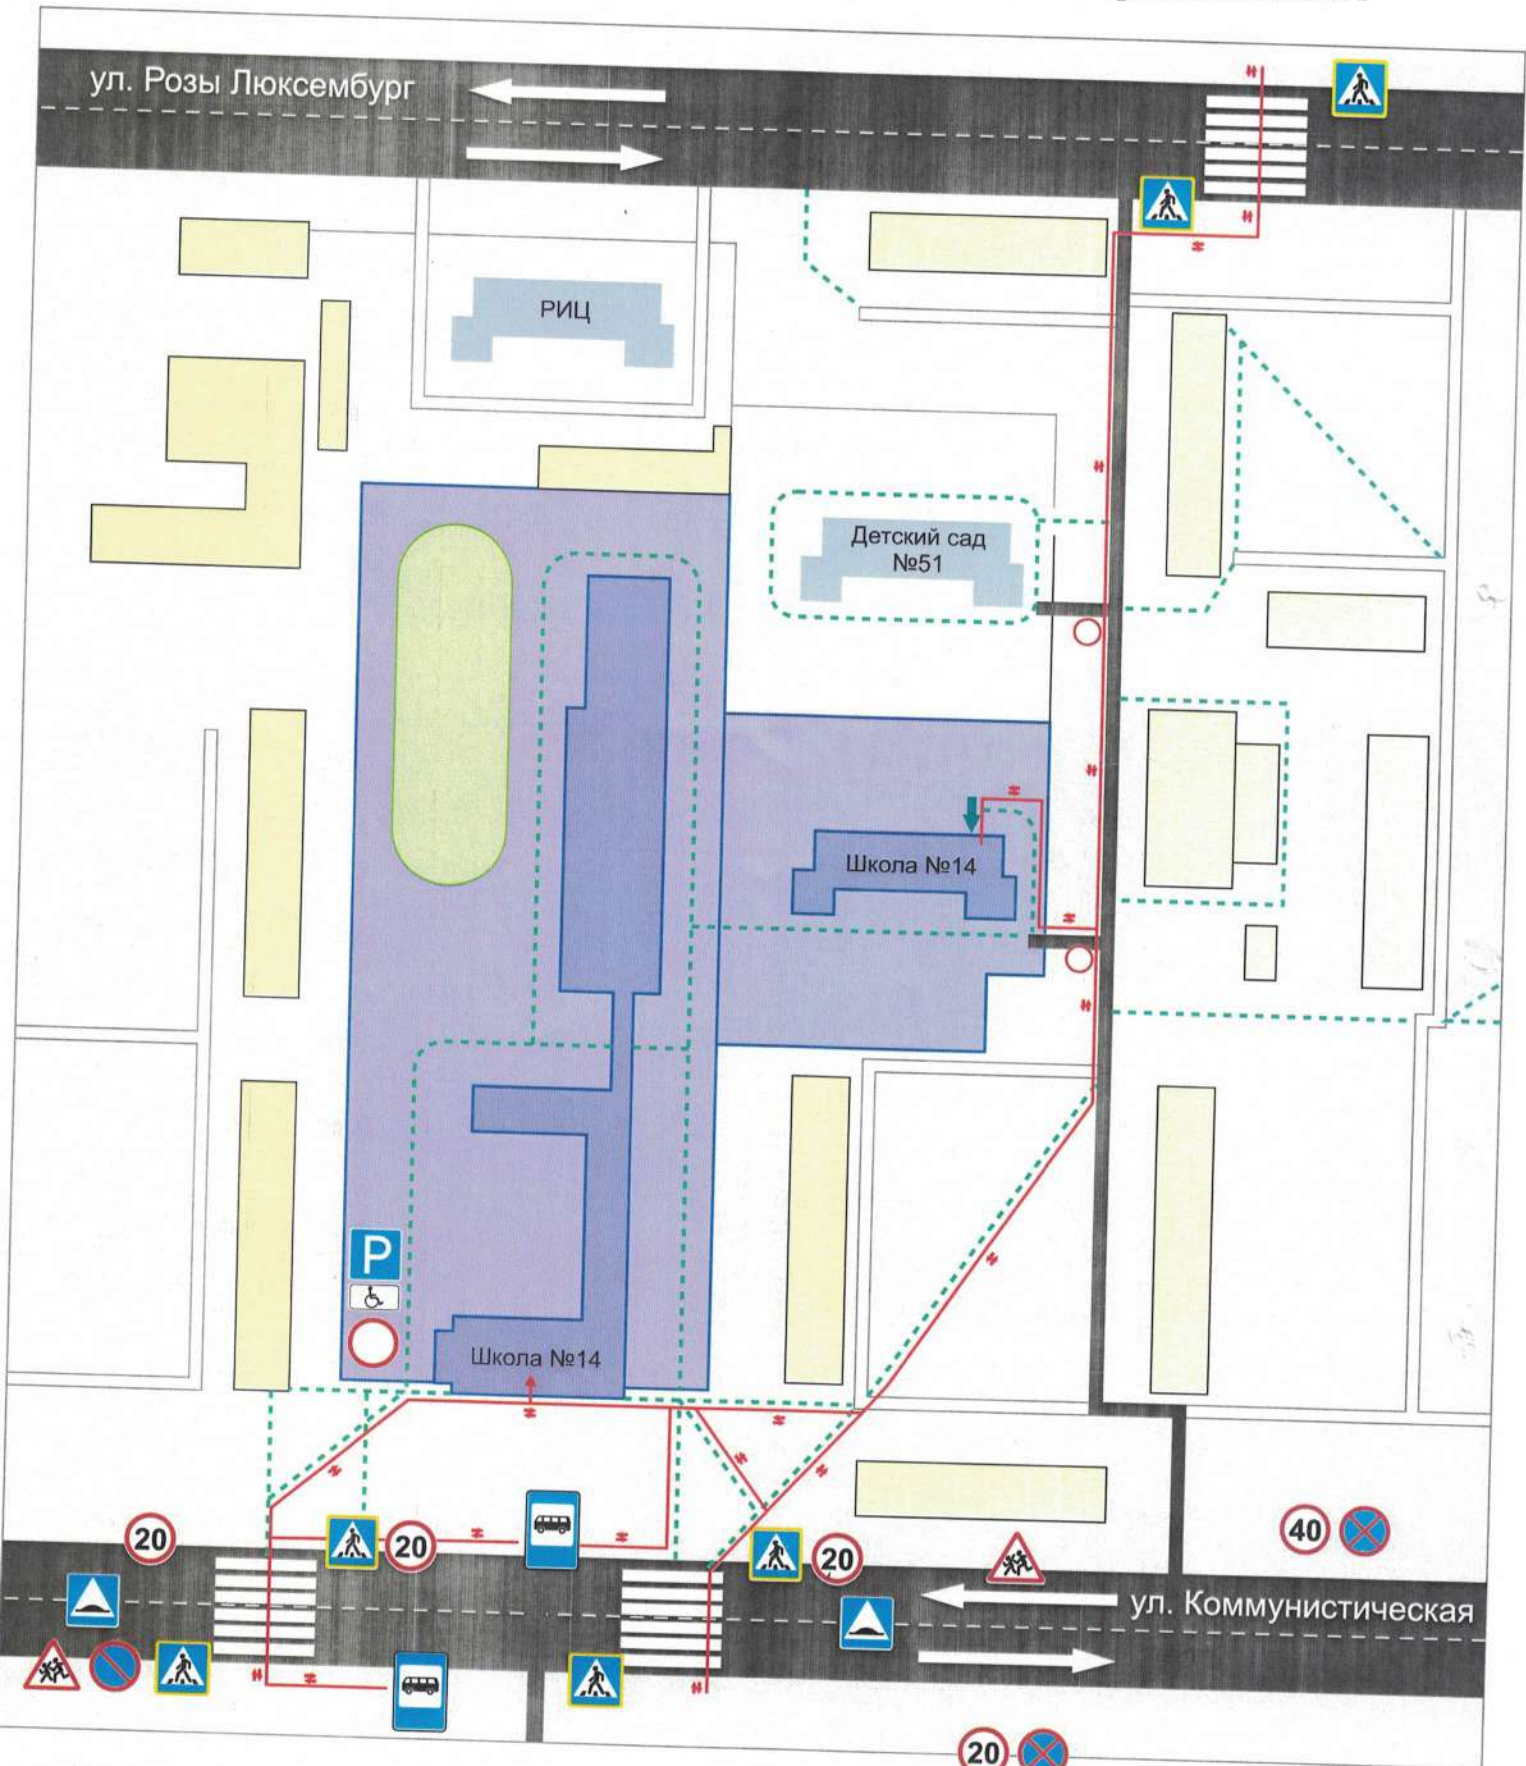 ул. Розы Люксембург
РИЦ
Детский сад
№51
Школа №14
P
Школа №14
20
20
20
40
ул. Коммунистическая
20